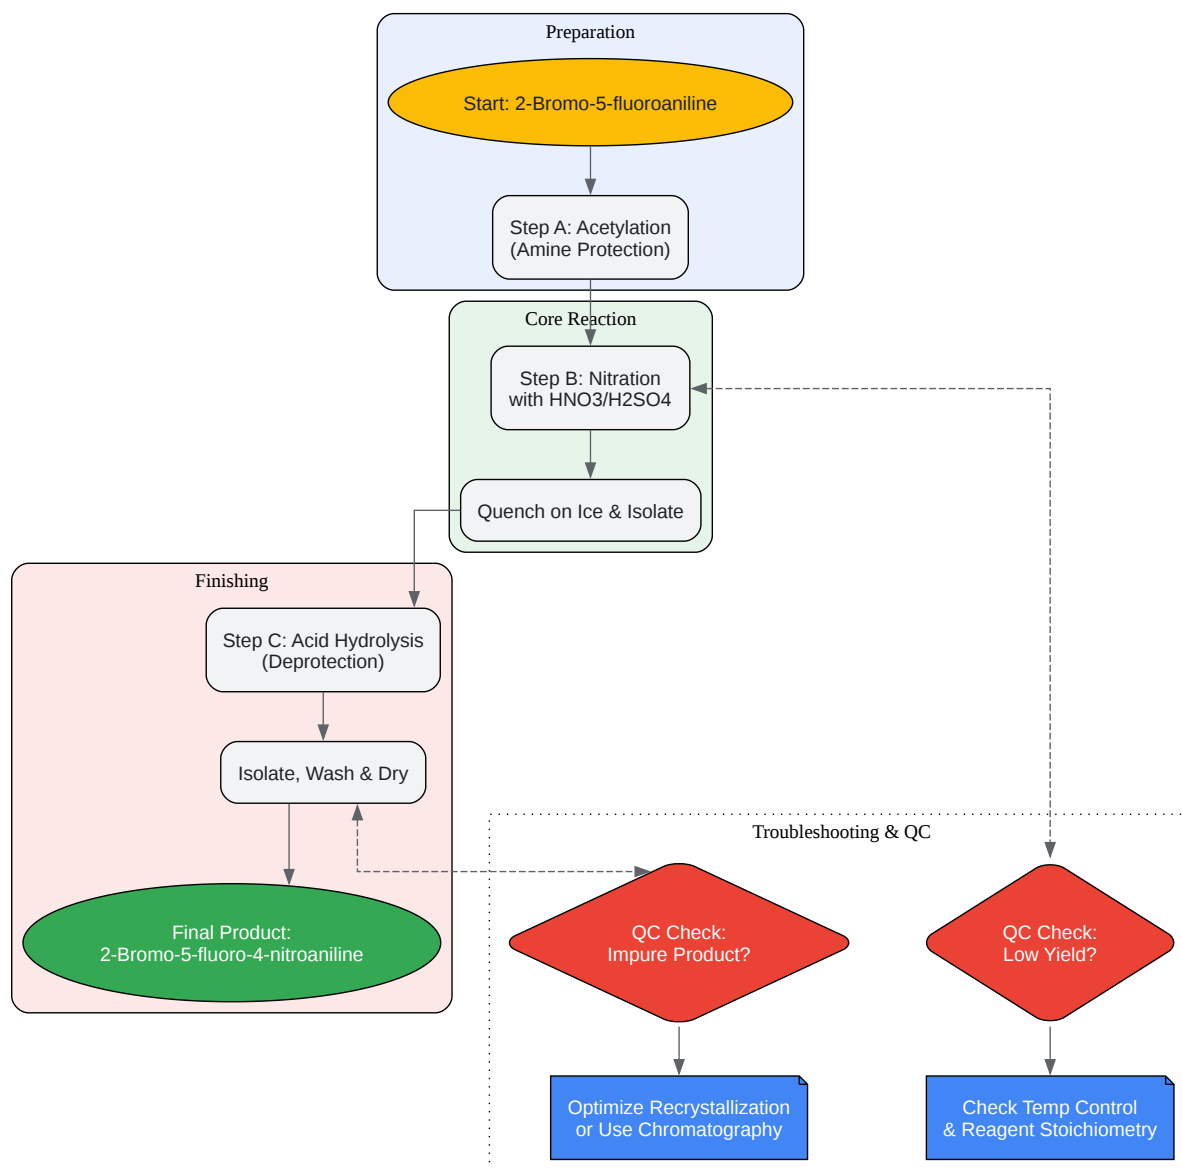 Preparation
Start: 2-Bromo-5-fluoroaniline
Step A: Acetylation
(Amine Protection)
Core Reaction
Step B: Nitration
with HNO3/H2SO4
Quench on Ice & Isolate
Finishing
Step C: Acid Hydrolysis
(Deprotection)
Isolate, Wash & Dry
Final Product:
2-Bromo-5-fluoro-4-nitroaniline
Troubleshooting & QC
QC Check:
Impure Product?
QC Check:
Low Yield?
Optimize Recrystallization
or Use Chromatography
Check Temp Control
& Reagent Stoichiometry